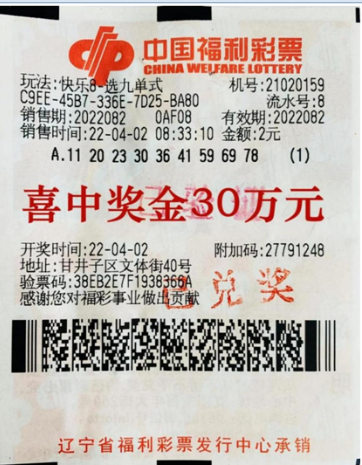 中国福利彩票
CHINA WELFARE LOTTERY
玩法:快乐8-选九单式 机号:21020159
C9EE-45B7-336E-7D25-BA80 流水号:8
销售期:2022082 0AF08 有效期:2022082
销售时间:22-04-02 08:33:10 金额:2元
A.11 20 23 30 36 41 59 69 78 (1)
喜中奖金30万元
开奖时间:22-04-02 附加码:27791248
地址:甘井子区文体街40号
验票码:38EB2E7F1938366A
感谢您对福彩事业做出贡献
已兑奖
辽宁省福利彩票发行中心承销